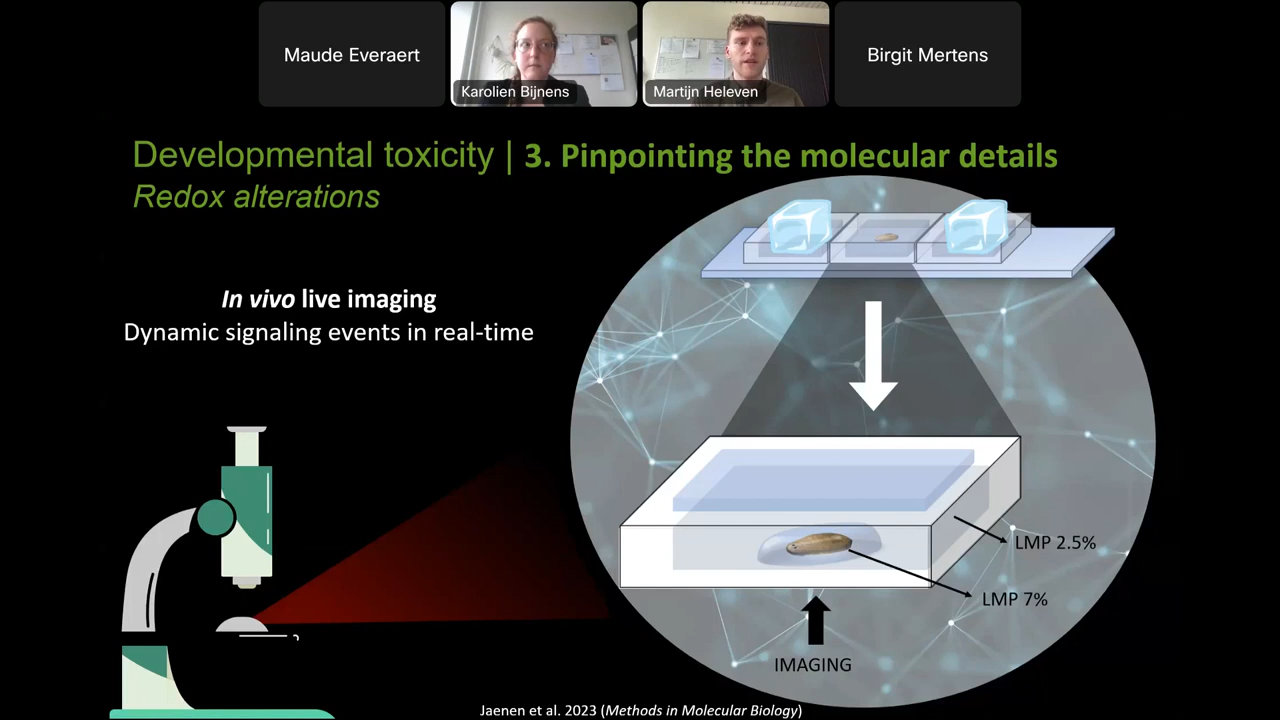 Maude Everaert
Karolien Bijnens
Martijn Heleven
Birgit Mertens
Developmental toxicity | 3. Pinpointing the molecular details
Redox alterations
In vivo live imaging
Dynamic signaling events in real-time
LMP 2.5%
LMP 7%
IMAGING
Jaenen et al. 2023 (Methods in Molecular Biology)